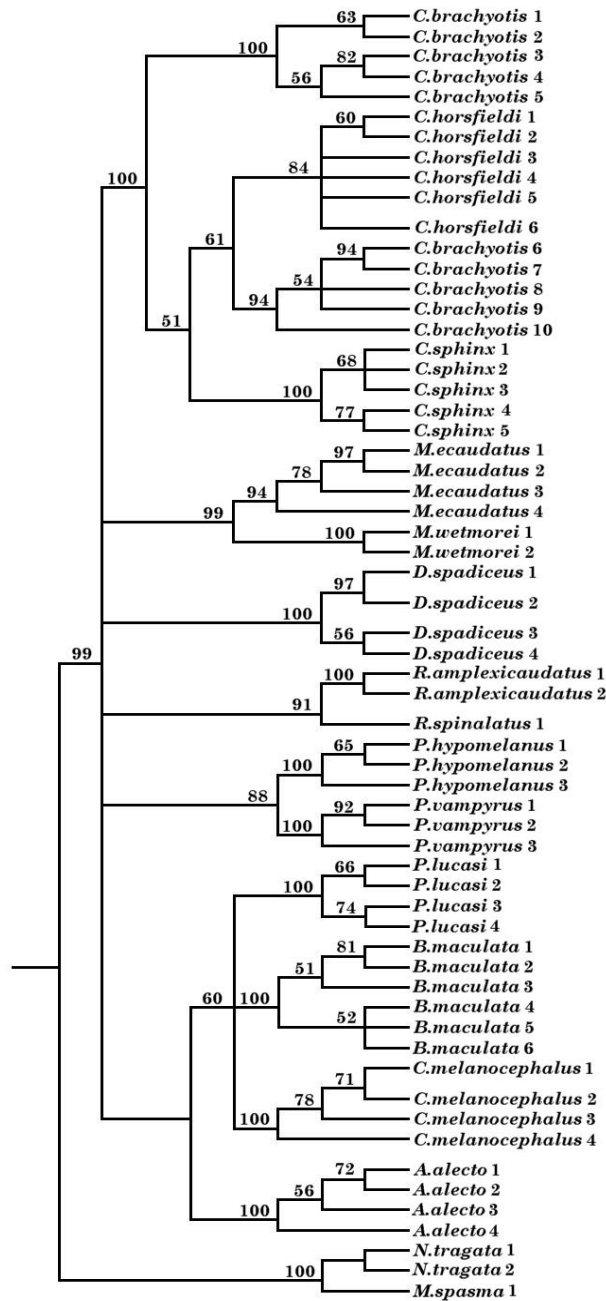 63
C.brachyotis 1
C.brachyotis 2
100
82
C.brachyotis 3
C.brachyotis 4
56
C.brachyotis 5
60
C.horsfieldi 1
C.horsfieldi 2
C.horsfieldi 3
84
C.horsfieldi 4
100
C.horsfieldi 5
C.horsfieldi 6
61
94
C.brachyotis 6
C.brachyotis 7
54
C.brachyotis 8
94
C.brachyotis 9
51
C.brachyotis 10
C.sphinx 1
68
C.sphinx 2
C.sphinx 3
100
77
C.sphinx 4
C.sphinx 5
97
M.ecaudatus 1
M.ecaudatus 2
78
94
M.ecaudatus 3
M.ecaudatus 4
99
100
M.wetmorei 1
M.wetmorei 2
D.spadiceus 1
97
D.spadiceus 2
100
56
D.spadiceus 3
D.spadiceus 4
99
100
R.amplexicaudatus 1
R.amplexicaudatus 2
91
R.spinalatus 1
65
P.hypomelanus 1
P.hypomelanus 2
100
P.hypomelanus 3
88
92
P.vampyrus 1
P.vampyrus 2
100
P.vampyrus 3
66
P.lucasi 1
P.lucasi 2
100
74
P.lucasi 3
P.lucasi 4
81
B.maculata 1
B.maculata 2
51
B.maculata 3
60
100
B.maculata 4
52
B.maculata 5
B.maculata 6
71
C.melanocephalus 1
C.melanocephalus 2
78
C.melanocephalus 3
100
C.melanocephalus 4
72
A.alecto 1
A.alecto 2
56
A.alecto 3
100
A.alecto 4
N.tragata 1
N.tragata 2
100
M.spasma 1